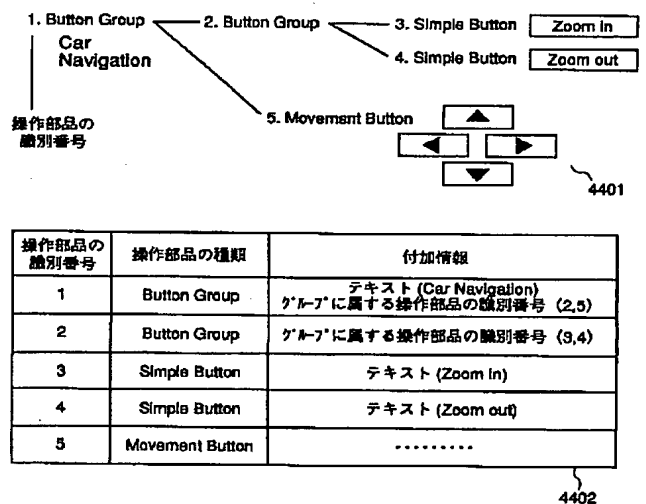 1. Button Group
2. Button Group
3. Simple Button
Zoom in
Car
Navigation
4. Simple Button
Zoom out
操作部品の
識別番号
5. Movement Button
4401
操作部品の
識別番号
操作部品の種類
付加情報
1
Button Group
テキスト (Car Navigation)
グループに属する操作部品の識別番号 (2,5)
2
Button Group
グループに属する操作部品の識別番号 (3,4)
3
Simple Button
テキスト (Zoom in)
4
Simple Button
テキスト (Zoom out)
5
Movement Button
.........
4402